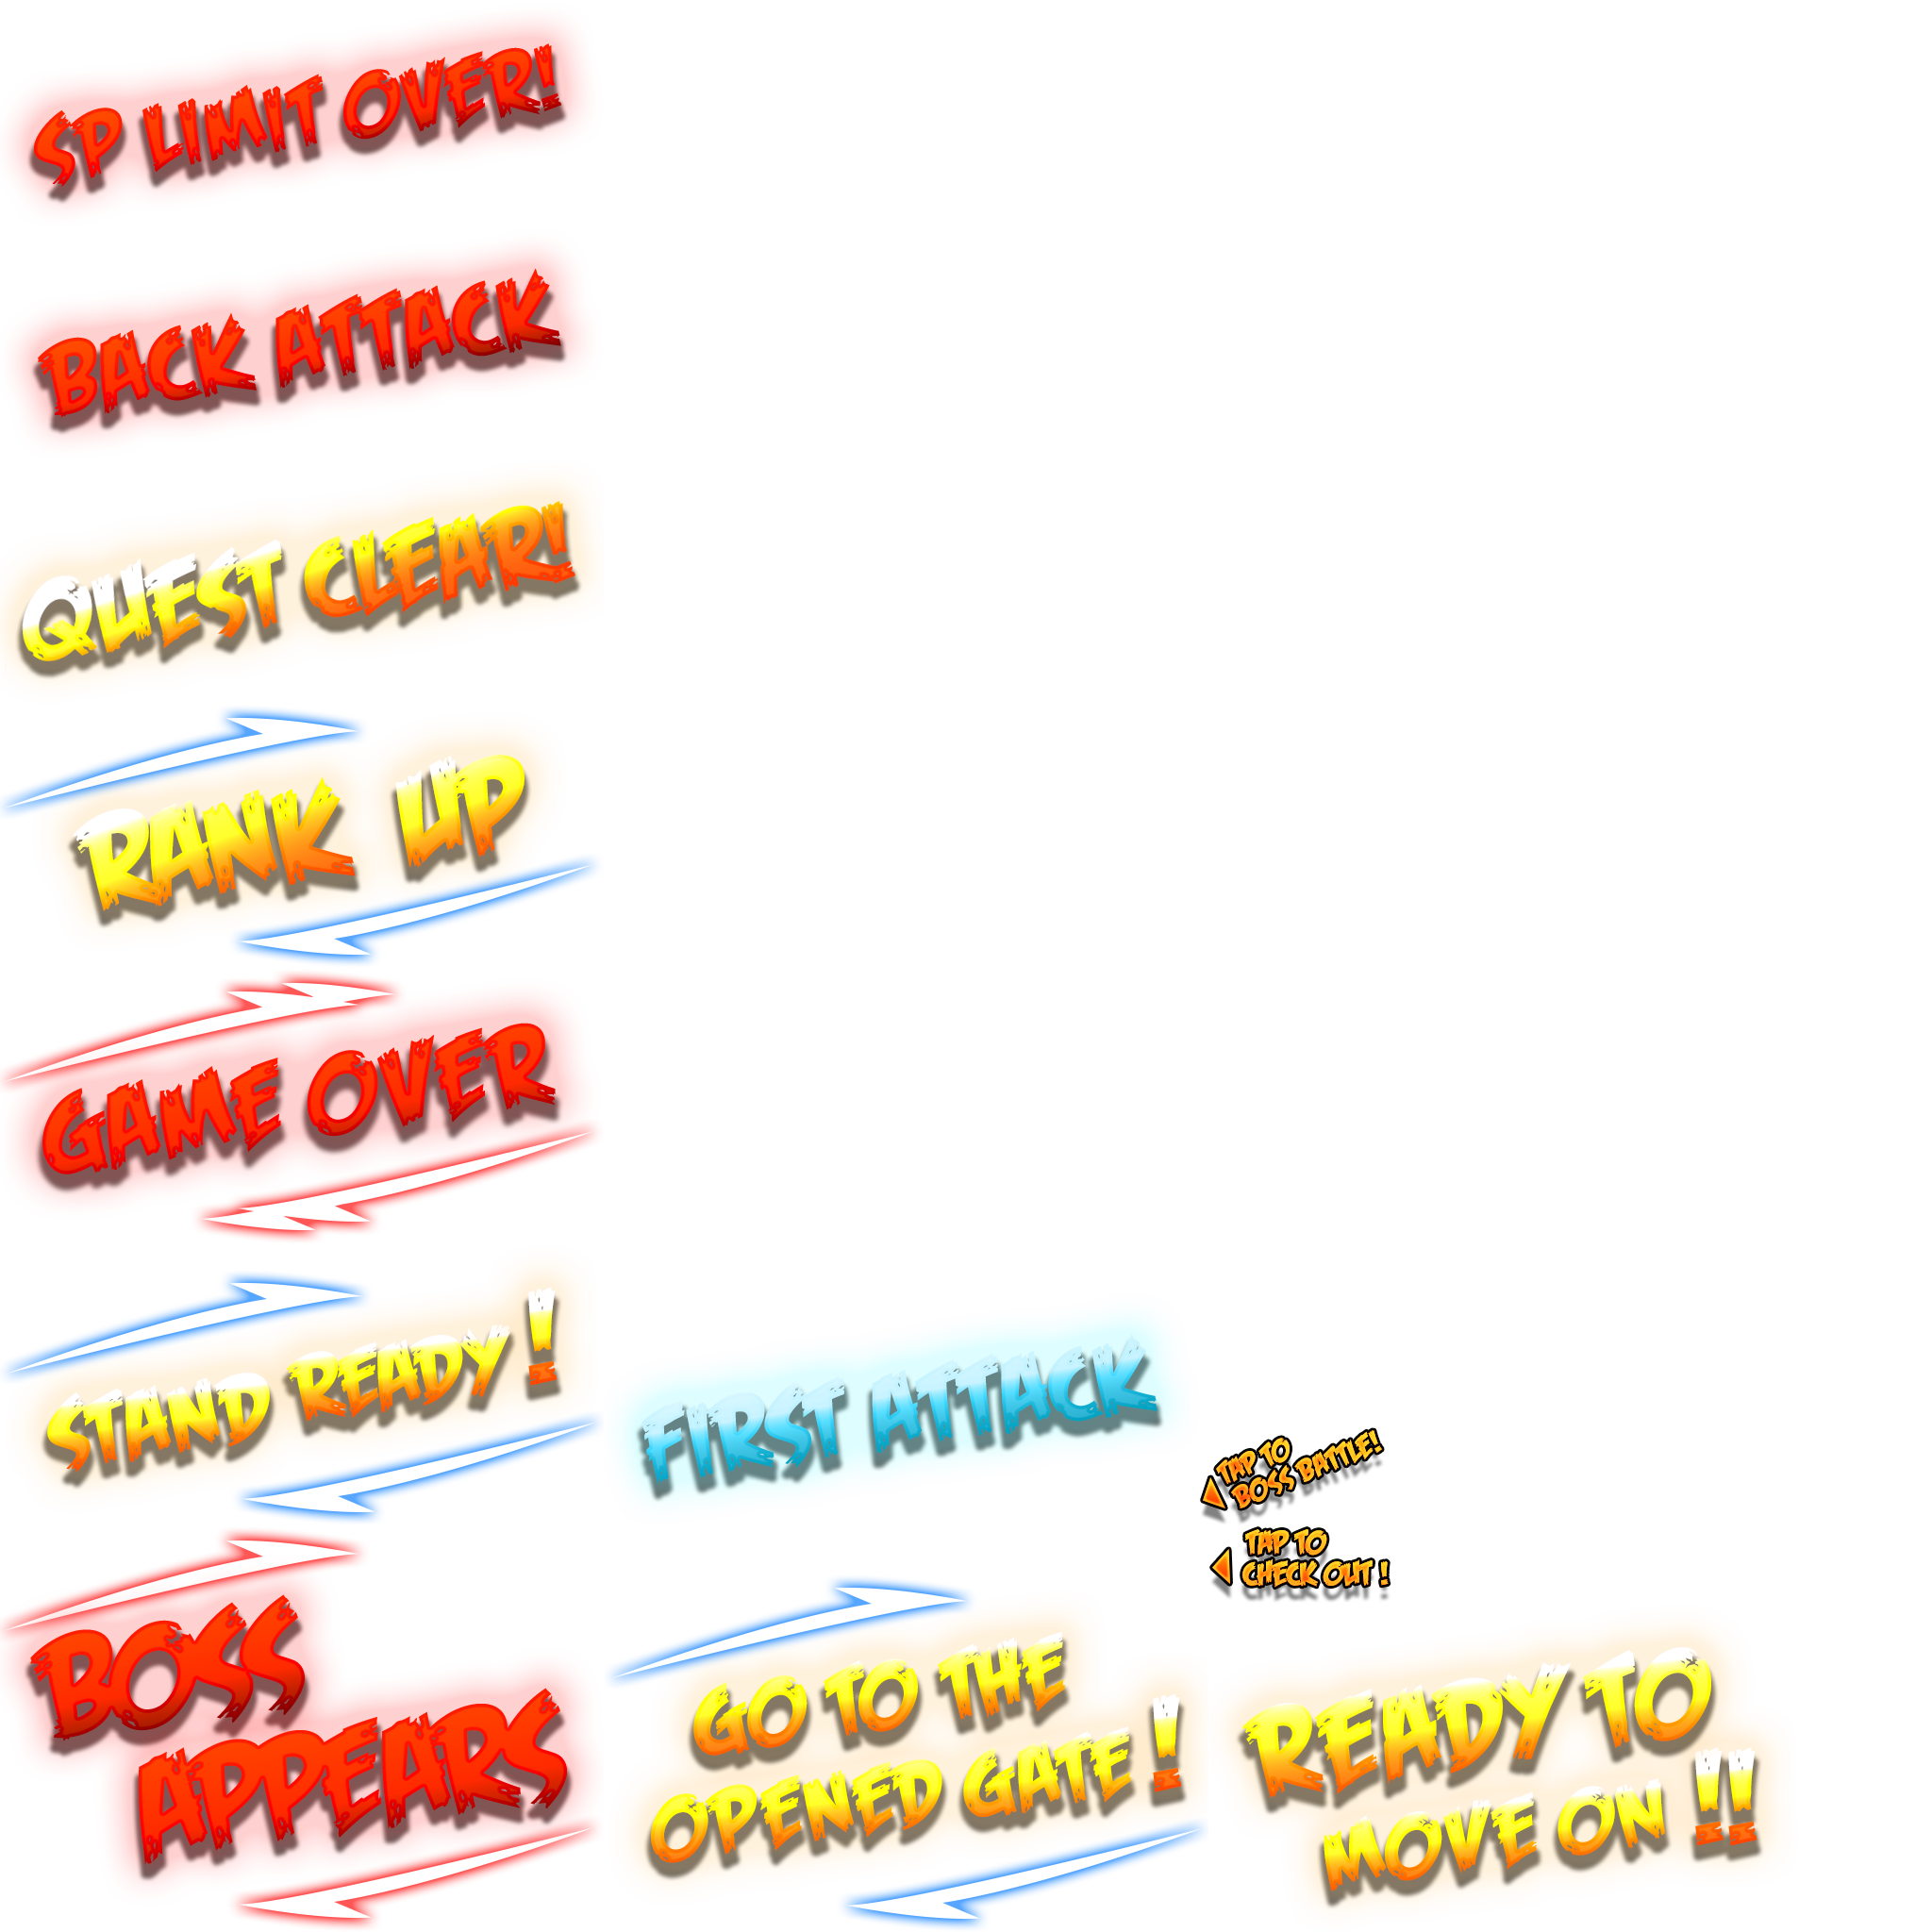 SP LIMIT OVER!
BACK ATTACK
QUEST CLEAR!
RANK UP
GAME OVER
STAND READY !
FIRST ATTACK
TAP TO
BOSS BATTLE!
TAP TO
CHECK OUT !
BOSS
APPEARS
GO TO THE
OPENED GATE !
READY TO
MOVE ON !!